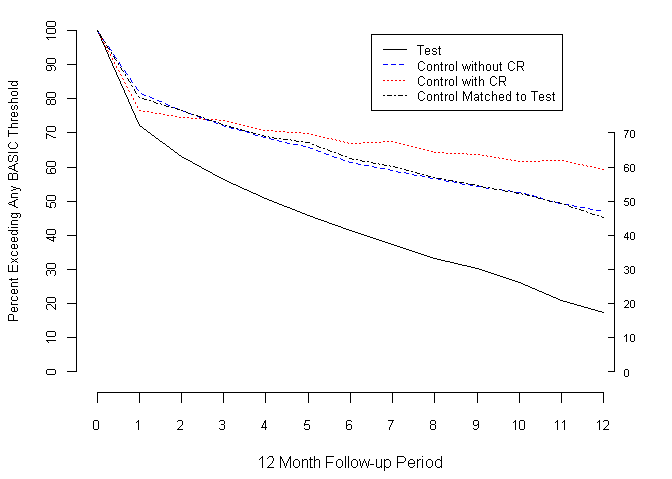 Test
Control without CR
Control with CR
Control Matched to Test
Percent Exceeding Any BASIC Threshold
100
90
80
70
60
50
40
30
20
10
0
70
60
50
40
30
20
10
0
0 1 2 3 4 5 6 7 8 9 10 11 12
12 Month Follow-up Period